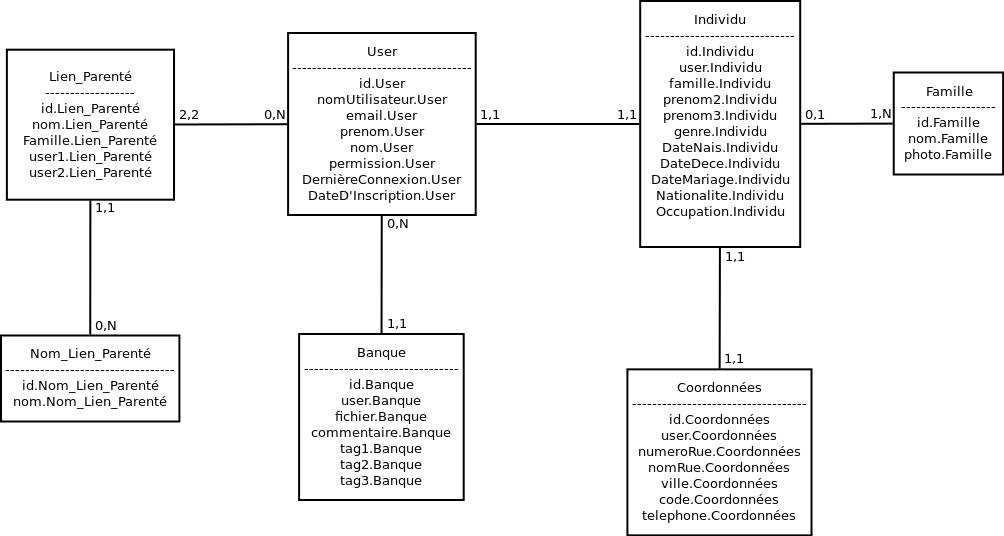 Lien_Parenté
------------------
id.Lien_Parenté
nom.Lien_Parenté
Famille.Lien_Parenté
user1.Lien_Parenté
user2.Lien_Parenté
2,2
0,N
User
------------------------------------
id.User
nomUtilisateur.User
email.User
prenom.User
nom.User
permission.User
DernièreConnexion.User
DateD'Inscription.User
1,1
1,1
Individu
------------------------------
id.Individu
user.Individu
famille.Individu
prenom2.Individu
prenom3.Individu
genre.Individu
DateNais.Individu
DateDece.Individu
DateMariage.Individu
Nationalite.Individu
Occupation.Individu
0,1
1,N
Famille
-------------------
id.Famille
nom.Famille
photo.Famille
1,1
0,N
Nom_Lien_Parenté
----------------------------------
id.Nom_Lien_Parenté
nom.Nom_Lien_Parenté
0,N
1,1
Banque
-------------------------------
id.Banque
user.Banque
fichier.Banque
commentaire.Banque
tag1.Banque
tag2.Banque
tag3.Banque
1,1
1,1
Coordonnées
-----------------------------------
id.Coordonnées
user.Coordonnées
numeroRue.Coordonnées
nomRue.Coordonnées
ville.Coordonnées
code.Coordonnées
telephone.Coordonnées